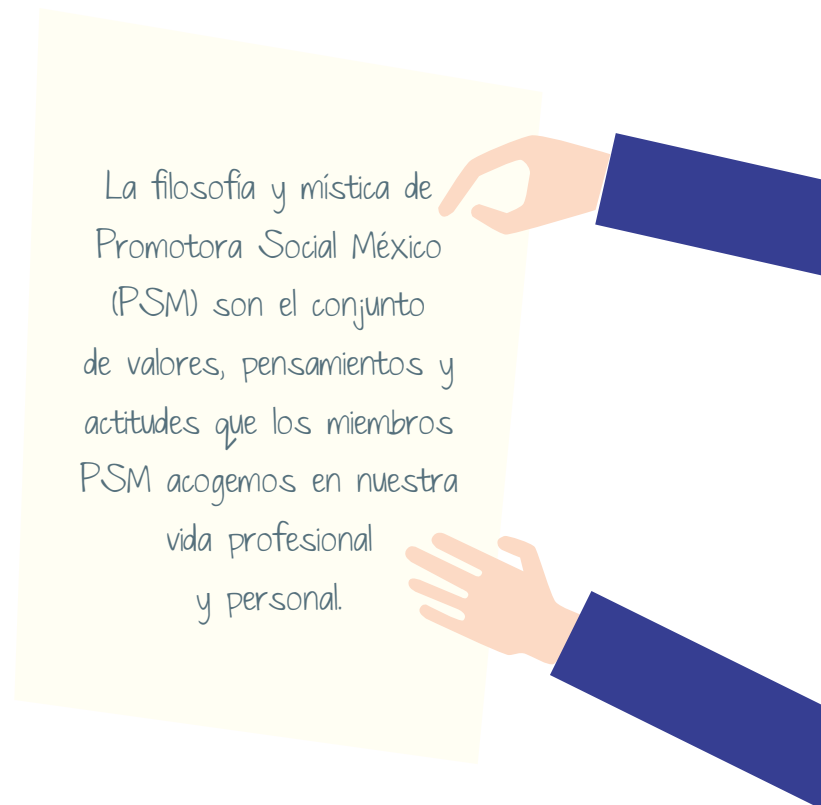 La filosofía y mística de
Promotora Social México
(PSM) son el conjunto
de valores, pensamientos y
actitudes que los miembros
PSM acogemos en nuestra
vida profesional
y personal.